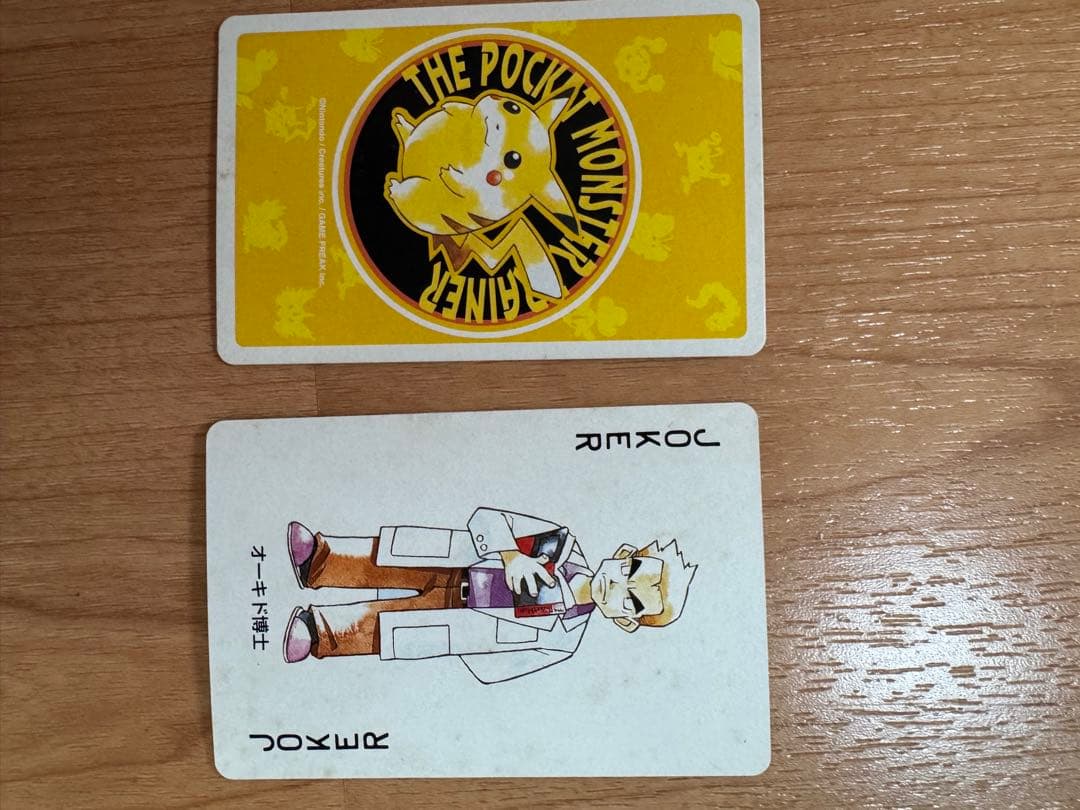 THE POCKET MONSTER TRAINER
©Nintendo / Creatures inc. / GAME FREAK inc.
JOKER
オーキド博士
JOKER